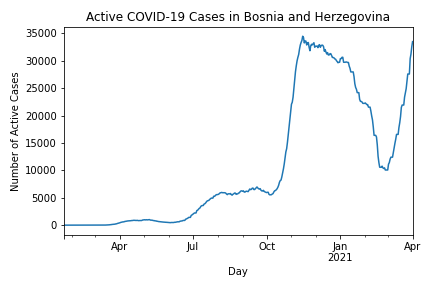 Active COVID-19 Cases in Bosnia and Herzegovina
35000
30000
25000
20000
15000
10000
5000
0
Number of Active Cases
Apr Jul Oct Jan Apr
2021
Day